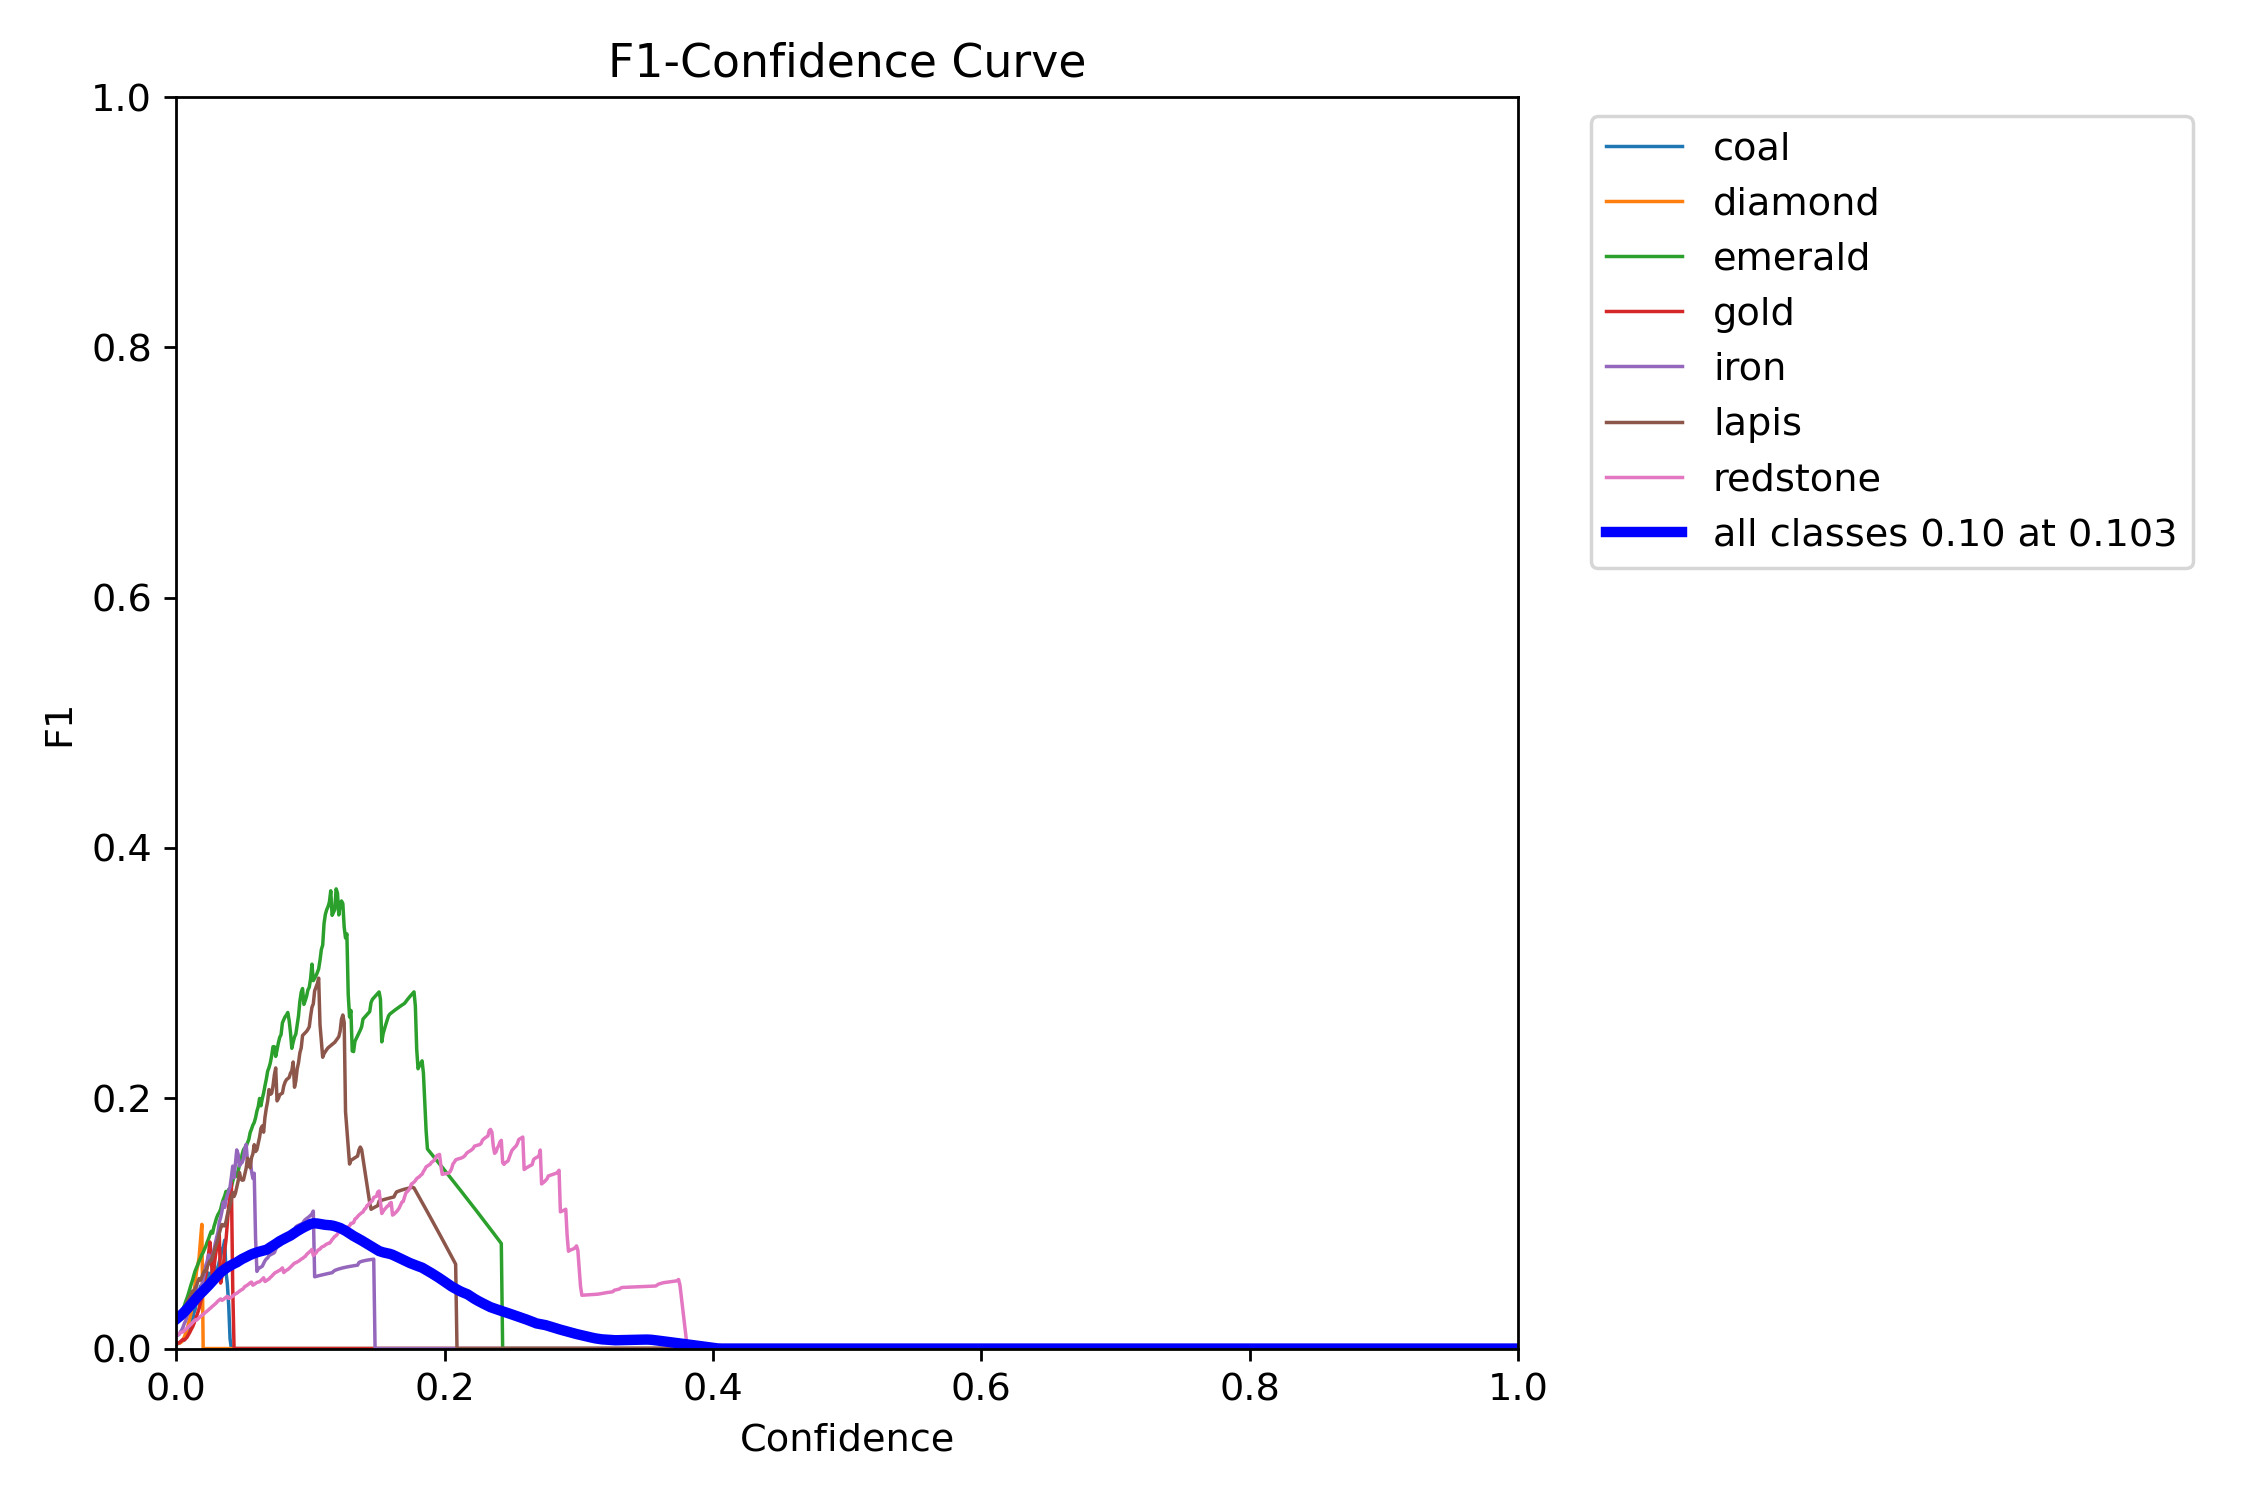 F1-Confidence Curve
1.0
0.8
0.6
0.4
0.2
0.0
F1
0.0 0.2 0.4 0.6 0.8 1.0
Confidence
coal
diamond
emerald
gold
iron
lapis
redstone
all classes 0.10 at 0.103